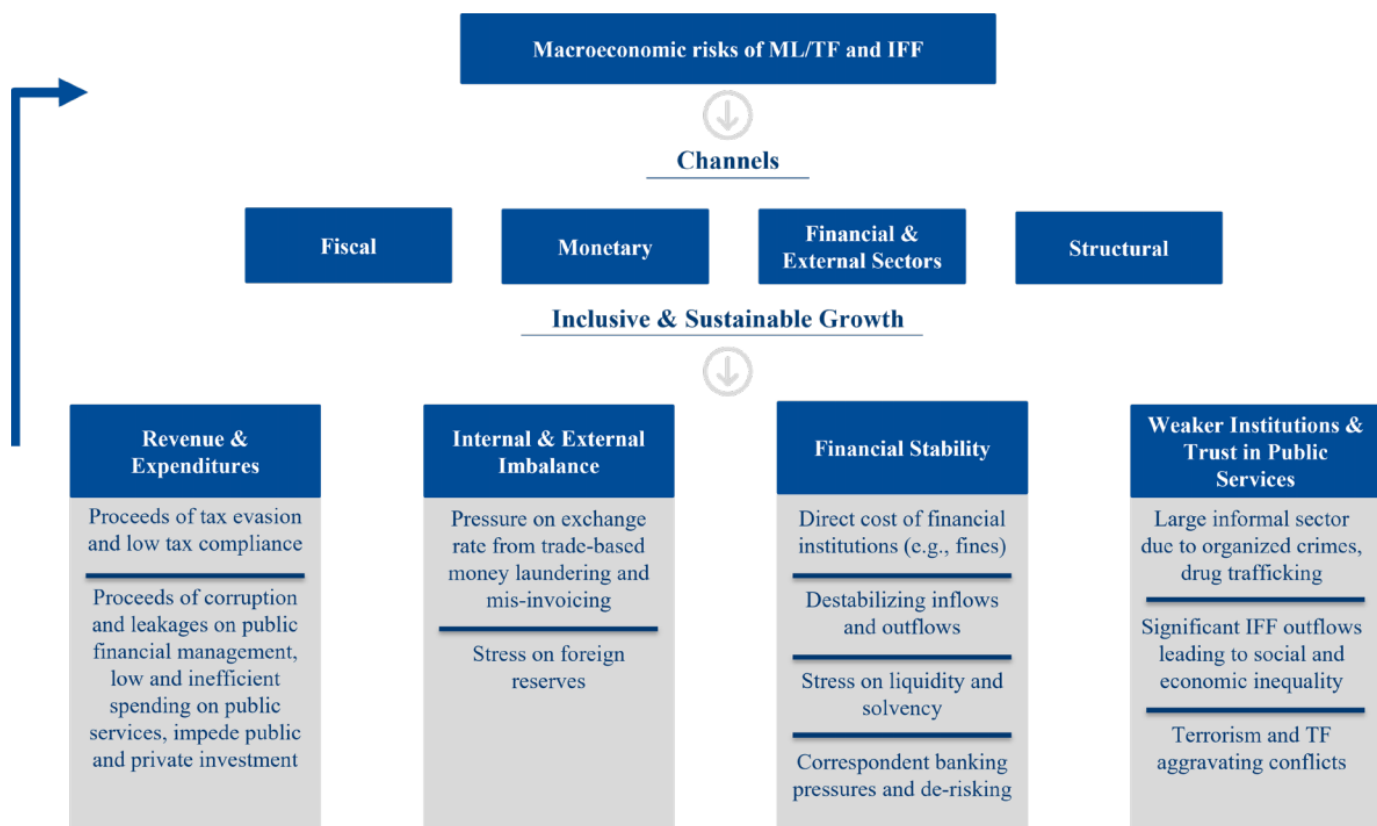 Macroeconomic risks of ML/TF and IFF
Channels
Fiscal
Monetary
Financial &
External Sectors
Structural
Inclusive & Sustainable Growth
Revenue &
Expenditures
Proceeds of tax evasion
and low tax compliance
Proceeds of corruption
and leakages on public
financial management,
low and inefficient
spending on public
services, impede public
and private investment
Internal & External
Imbalance
Pressure on exchange
rate from trade-based
money laundering and
mis-invoicing
Stress on foreign
reserves
Financial Stability
Direct cost of financial
institutions (e.g., fines)
Destabilizing inflows
and outflows
Stress on liquidity and
solvency
Correspondent banking
pressures and de-risking
Weaker Institutions &
Trust in Public
Services
Large informal sector
due to organized crimes,
drug trafficking
Significant IFF outflows
leading to social and
economic inequality
Terrorism and TF
aggravating conflicts